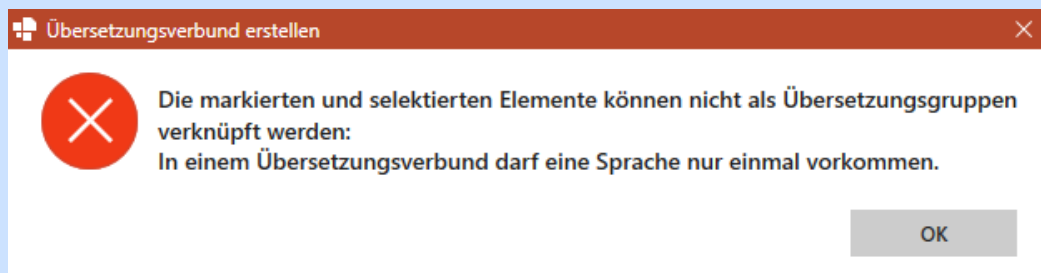 Übersetzungsverbund erstellen
Die markierten und selektierten Elemente können nicht als Übersetzungsgruppen
verknüpft werden:
In einem Übersetzungsverbund darf eine Sprache nur einmal vorkommen.
OK